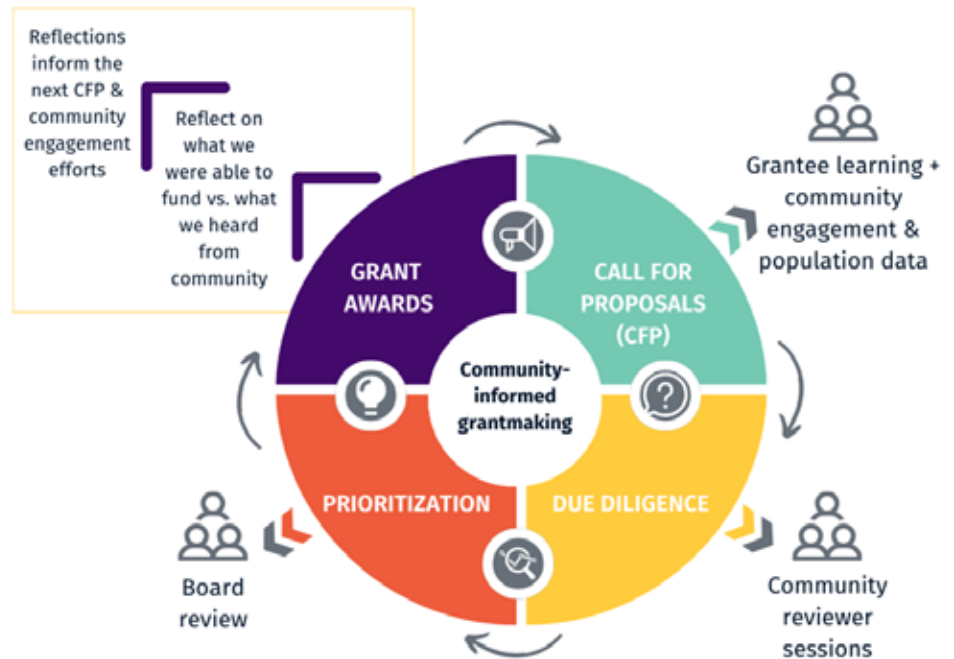 Reflections
inform the
next CFP &
community
engagement
efforts
Reflect on
what we
were able to
fund vs. what
we heard
from
community
GRANT
AWARDS
CALL FOR
PROPOSALS
(CFP)
Grantee learning +
community
engagement &
population data
Community-
informed
grantmaking
PRIORITIZATION
DUE DILIGENCE
Board
review
Community
reviewer
sessions